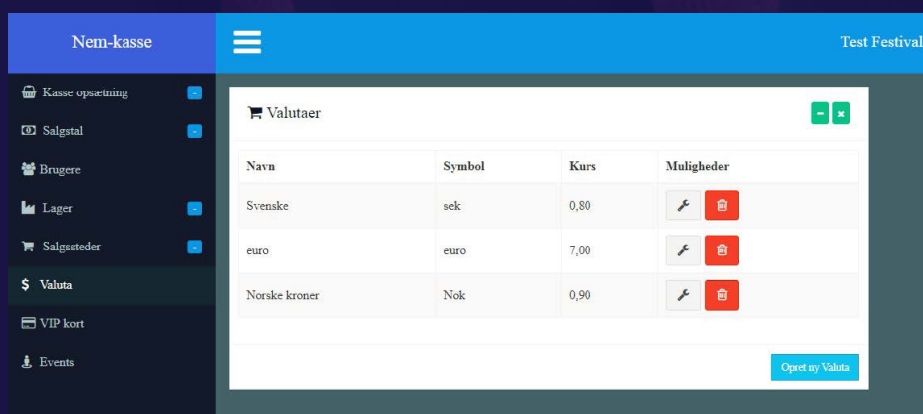 Nem-kasse
Test Festival
Kasse opsætning
Salgstal
Brugere
Lager
Salgssteder
$ Valuta
VIP kort
Events
Valutaer
Navn Symbol Kurs Muligheder
Svenske sek 0,80
euro euro 7,00
Norske kroner Nok 0,90
Opret ny Valuta